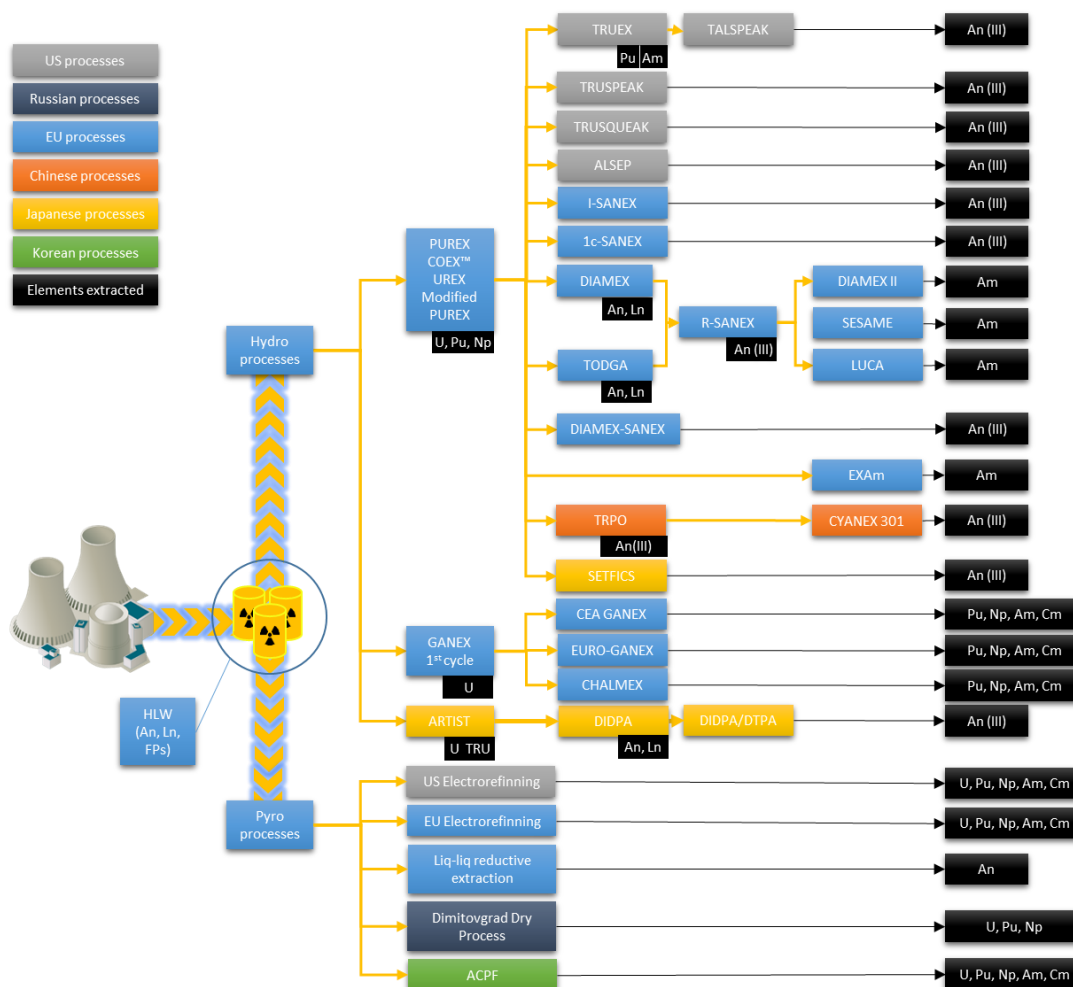 US processes
Russian processes
EU processes
Chinese processes
Japanese processes
Korean processes
Elements extracted
HLW
(An, Ln,
FPs)
Hydro
processes
Pyro
processes
PUREX
COEX™
UREX
Modified
PUREX
U, Pu, Np
GANEX
1st cycle
U
ARTIST
U TRU
TRUEX
Pu Am
TALSPEAK
An (III)
TRUSPEAK
An (III)
TRUSQUEAK
An (III)
ALSEP
An (III)
I-SANEX
An (III)
1c-SANEX
An (III)
DIAMEX
An, Ln
TODGA
An, Ln
R-SANEX
An (III)
DIAMEX II
Am
SESAME
Am
LUCA
Am
DIAMEX-SANEX
An (III)
EXAm
Am
TRPO
An(III)
CYANEX 301
An (III)
SETFICS
An (III)
CEA GANEX
Pu, Np, Am, Cm
EURO-GANEX
Pu, Np, Am, Cm
CHALMEX
Pu, Np, Am, Cm
DIDPA
An, Ln
DIDPA/DTPA
An (III)
US Electrorefinning
U, Pu, Np, Am, Cm
EU Electrorefinning
U, Pu, Np, Am, Cm
Liq-liq reductive
extraction
An
Dimitovgrad Dry
Process
U, Pu, Np
ACPF
U, Pu, Np, Am, Cm